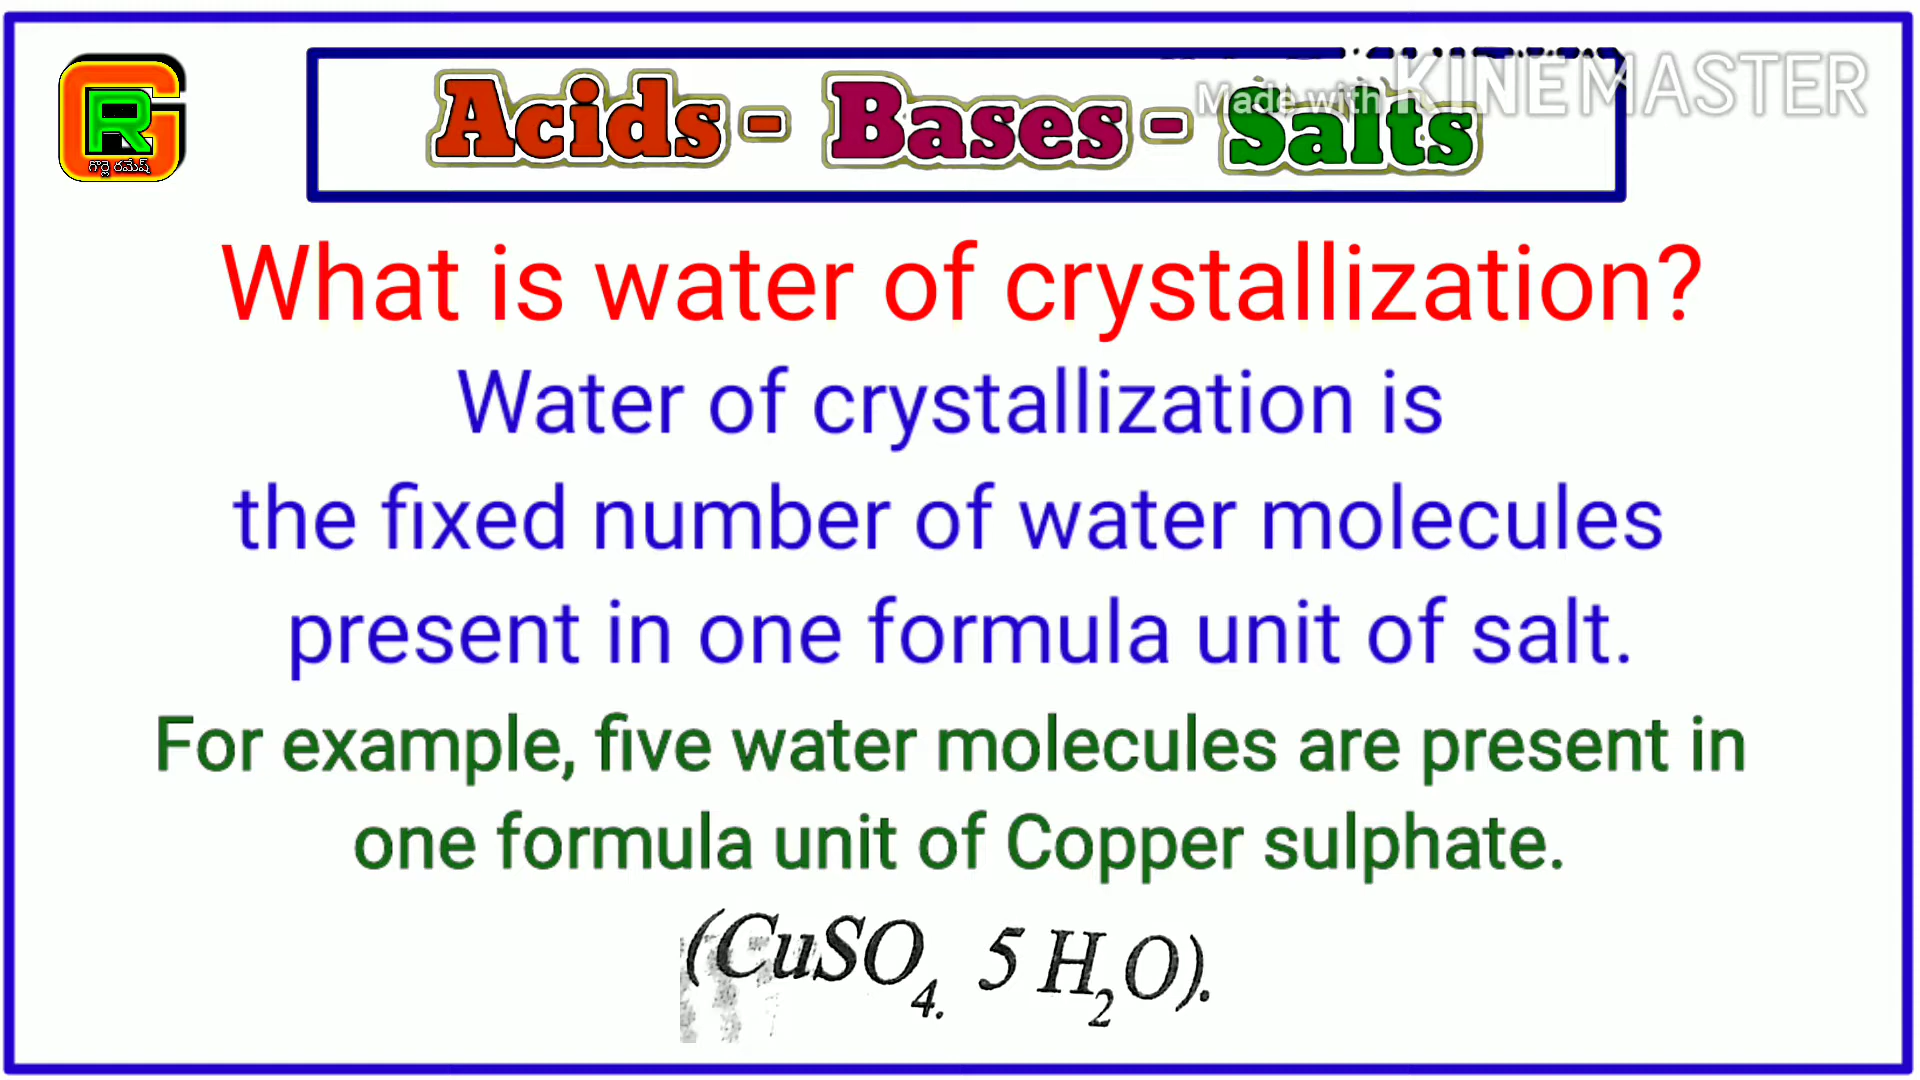 GR
గొర్లె రమేష్
Acids - Bases - Salts
Made with KINEMASTER
What is water of crystallization?
Water of crystallization is
the fixed number of water molecules
present in one formula unit of salt.
For example, five water molecules are present in
one formula unit of Copper sulphate.
(CuSO₄. 5 H₂O).